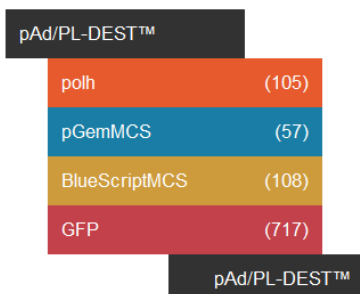 pAd/PL-DEST™
polh (105)
pGemMCS (57)
BlueScriptMCS (108)
GFP (717)
pAd/PL-DEST™